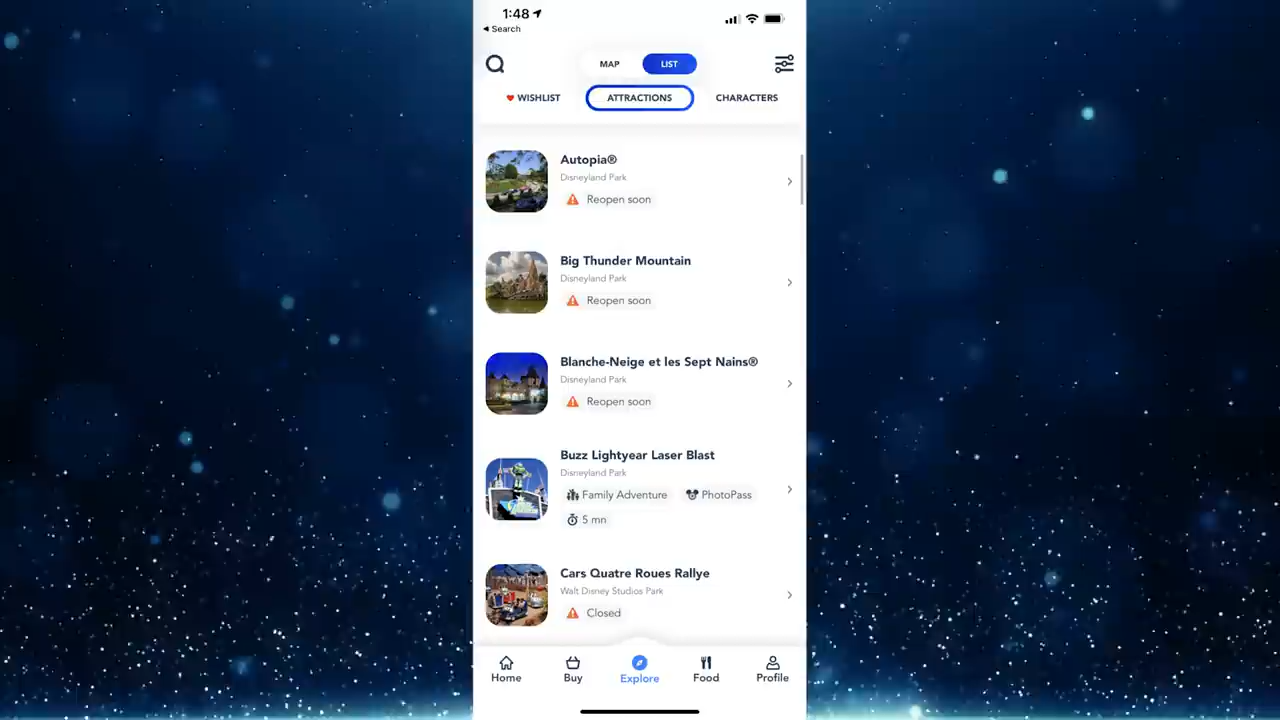 1:48
Search
MAP LIST
WISHLIST ATTRACTIONS CHARACTERS
Autopia®
Disneyland Park
Reopen soon
Big Thunder Mountain
Disneyland Park
Reopen soon
Blanche-Neige et les Sept Nains®
Disneyland Park
Reopen soon
Buzz Lightyear Laser Blast
Disneyland Park
Family Adventure PhotoPass
5 mn
Cars Quatre Roues Rallye
Walt Disney Studios Park
Closed
Home Buy Explore Food Profile